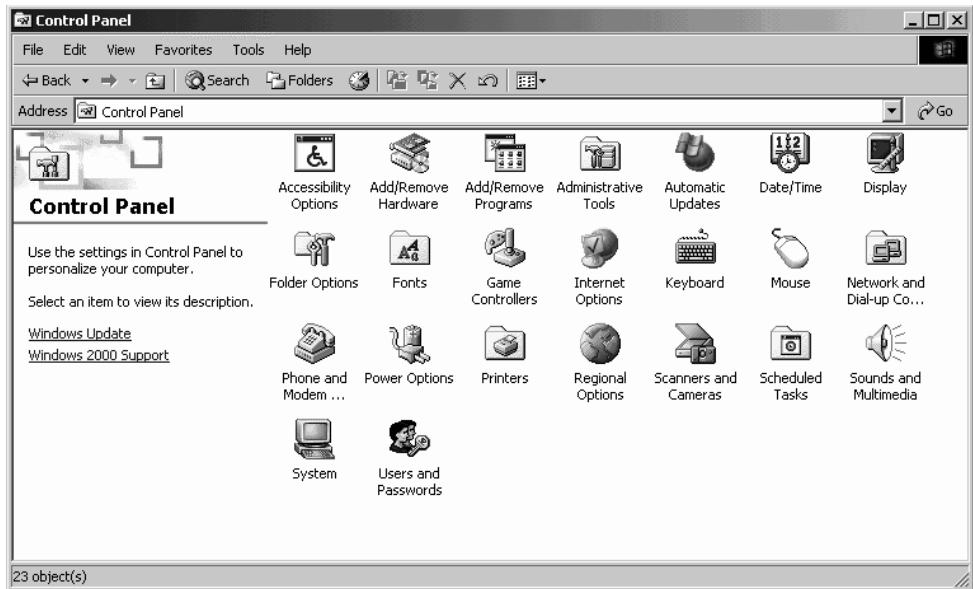 Control Panel
File Edit View Favorites Tools Help
Back Search Folders
Address Control Panel Go
Control Panel
Use the settings in Control Panel to
personalize your computer.
Select an item to view its description.
Windows Update
Windows 2000 Support
Accessibility
Options
Add/Remove
Hardware
Add/Remove
Programs
Administrative
Tools
Automatic
Updates
Date/Time
Display
Folder Options
Fonts
Game
Controllers
Internet
Options
Keyboard
Mouse
Network and
Dial-up Co...
Phone and
Modem ...
Power Options
Printers
Regional
Options
Scanners and
Cameras
Scheduled
Tasks
Sounds and
Multimedia
System
Users and
Passwords
23 object(s)